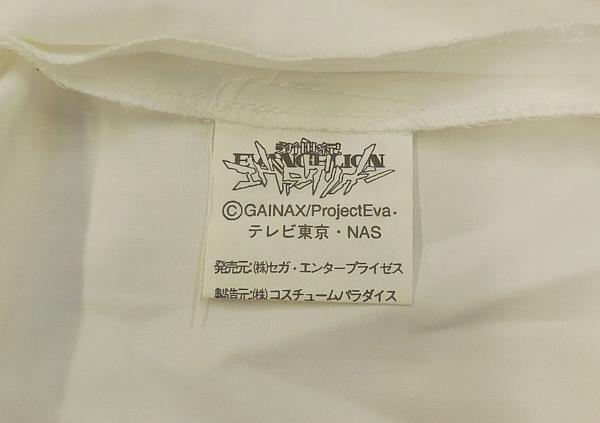 新世紀
EVANGELION
エヴァンゲリオン
©GAINAX/ProjectEva・
テレビ東京・NAS
発売元:㈱セガ・エンタープライゼス
製造元:㈱コスチュームパラダイス